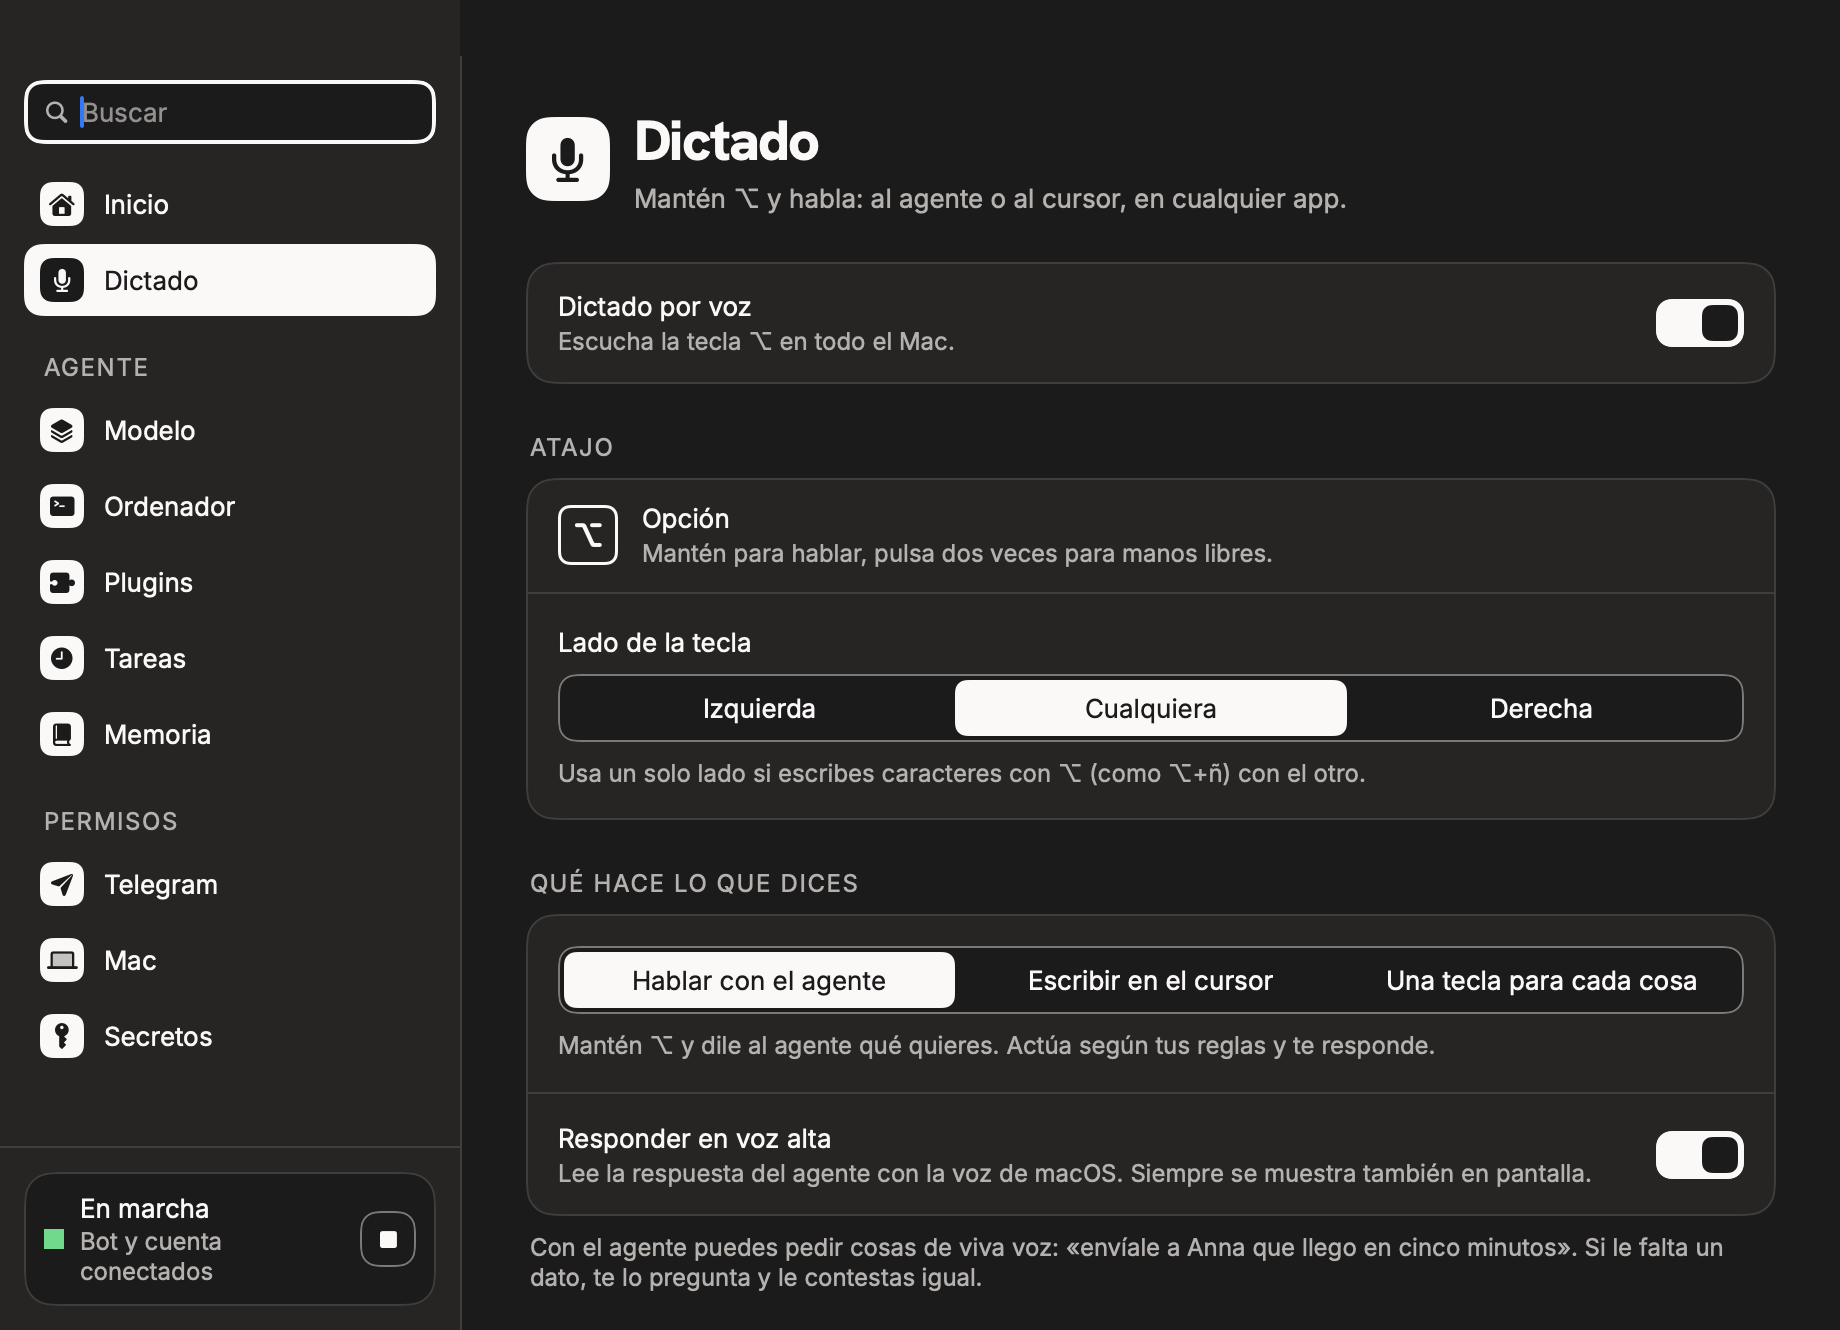 Buscar
Inicio
Dictado
AGENTE
Modelo
Ordenador
Plugins
Tareas
Memoria
PERMISOS
Telegram
Mac
Secretos
En marcha
Bot y cuenta
conectados
Dictado
Mantén ⌥ y habla: al agente o al cursor, en cualquier app.
Dictado por voz
Escucha la tecla ⌥ en todo el Mac.
ATAJO
⌥
Opción
Mantén para hablar, pulsa dos veces para manos libres.
Lado de la tecla
Izquierda
Cualquiera
Derecha
Usa un solo lado si escribes caracteres con ⌥ (como ⌥+ñ) con el otro.
QUÉ HACE LO QUE DICES
Hablar con el agente
Escribir en el cursor
Una tecla para cada cosa
Mantén ⌥ y dile al agente qué quieres. Actúa según tus reglas y te responde.
Responder en voz alta
Lee la respuesta del agente con la voz de macOS. Siempre se muestra también en pantalla.
Con el agente puedes pedir cosas de viva voz: «envíale a Anna que llego en cinco minutos». Si le falta un
dato, te lo pregunta y le contestas igual.